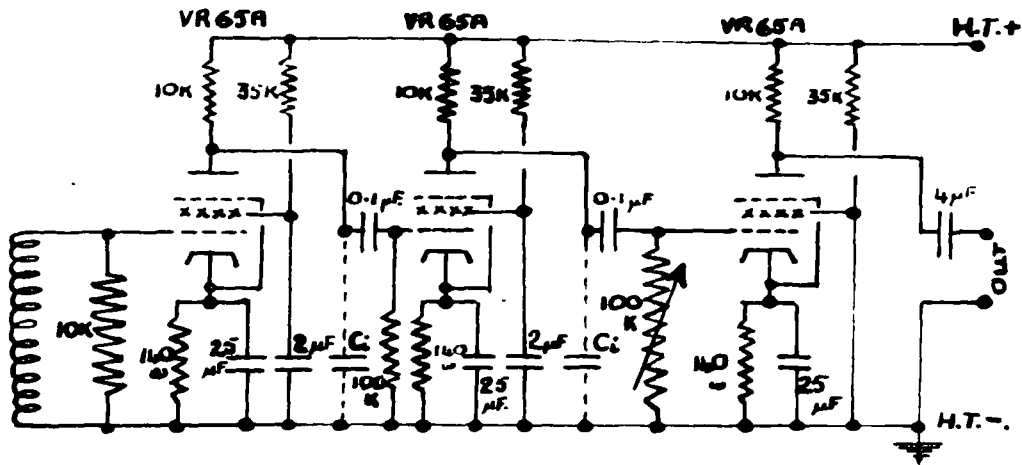 VR65A
VR65A
VR65A
H.T.+
10K
35K
10K
35K
10K
35K
0.1µF.
0.1µF
4µF
OUT
10K
140
ω
25
µF
2µF
Ci
100
K
140
ω
25
µF.
2µF
Ci
100
K
140
ω
25
µF
H.T.-.